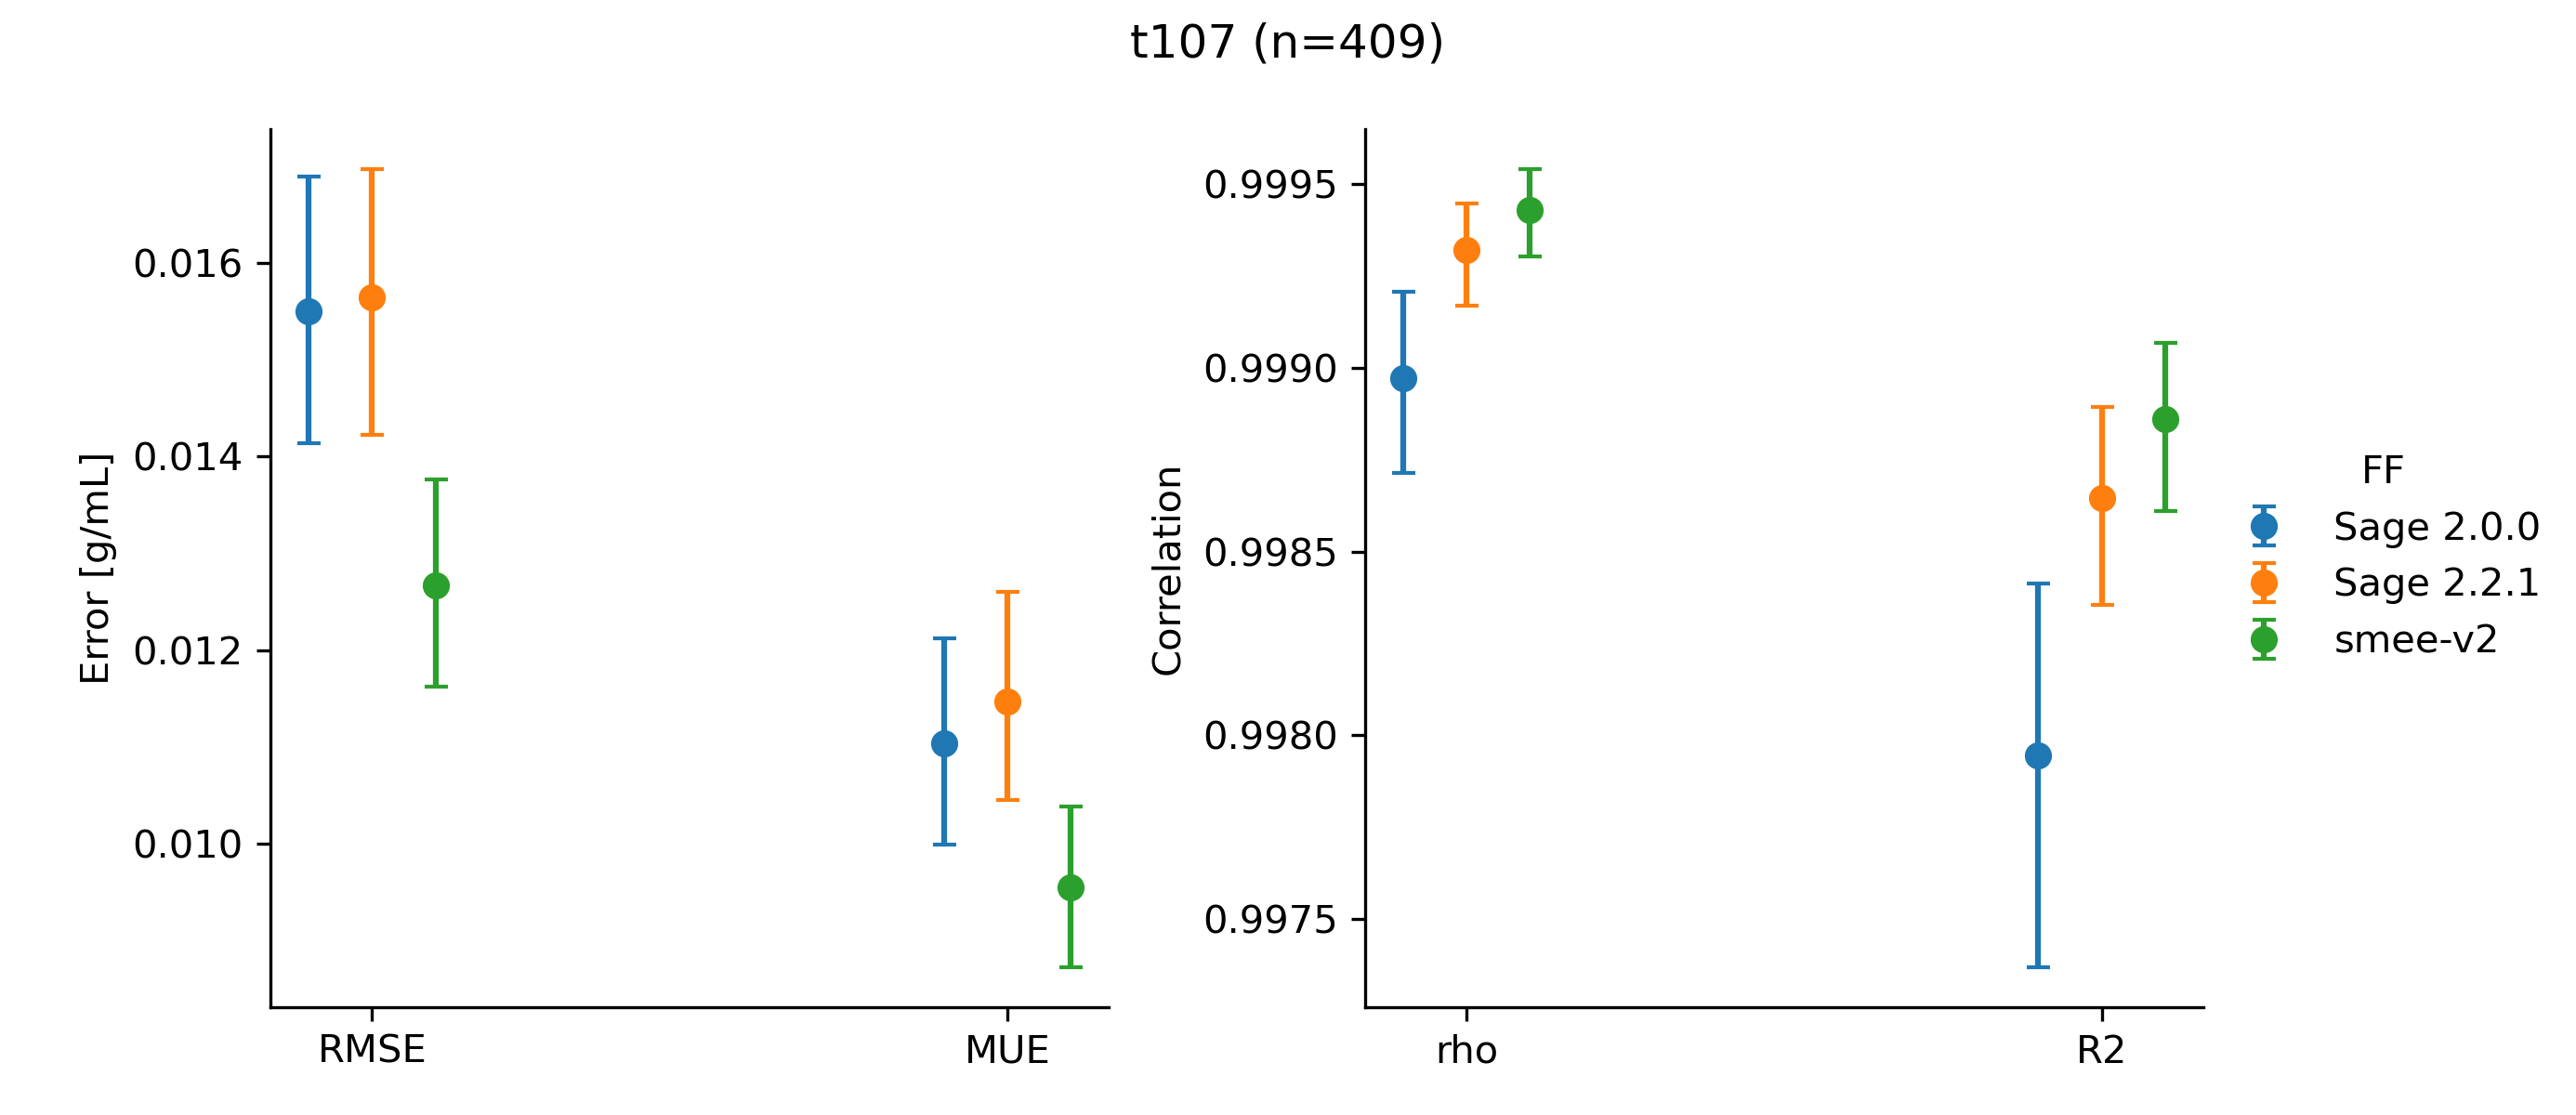 t107 (n=409)
Error [g/mL]
0.016
0.014
0.012
0.010
RMSE
MUE
Correlation
0.9995
0.9990
0.9985
0.9980
0.9975
rho
R2
FF
Sage 2.0.0
Sage 2.2.1
smee-v2